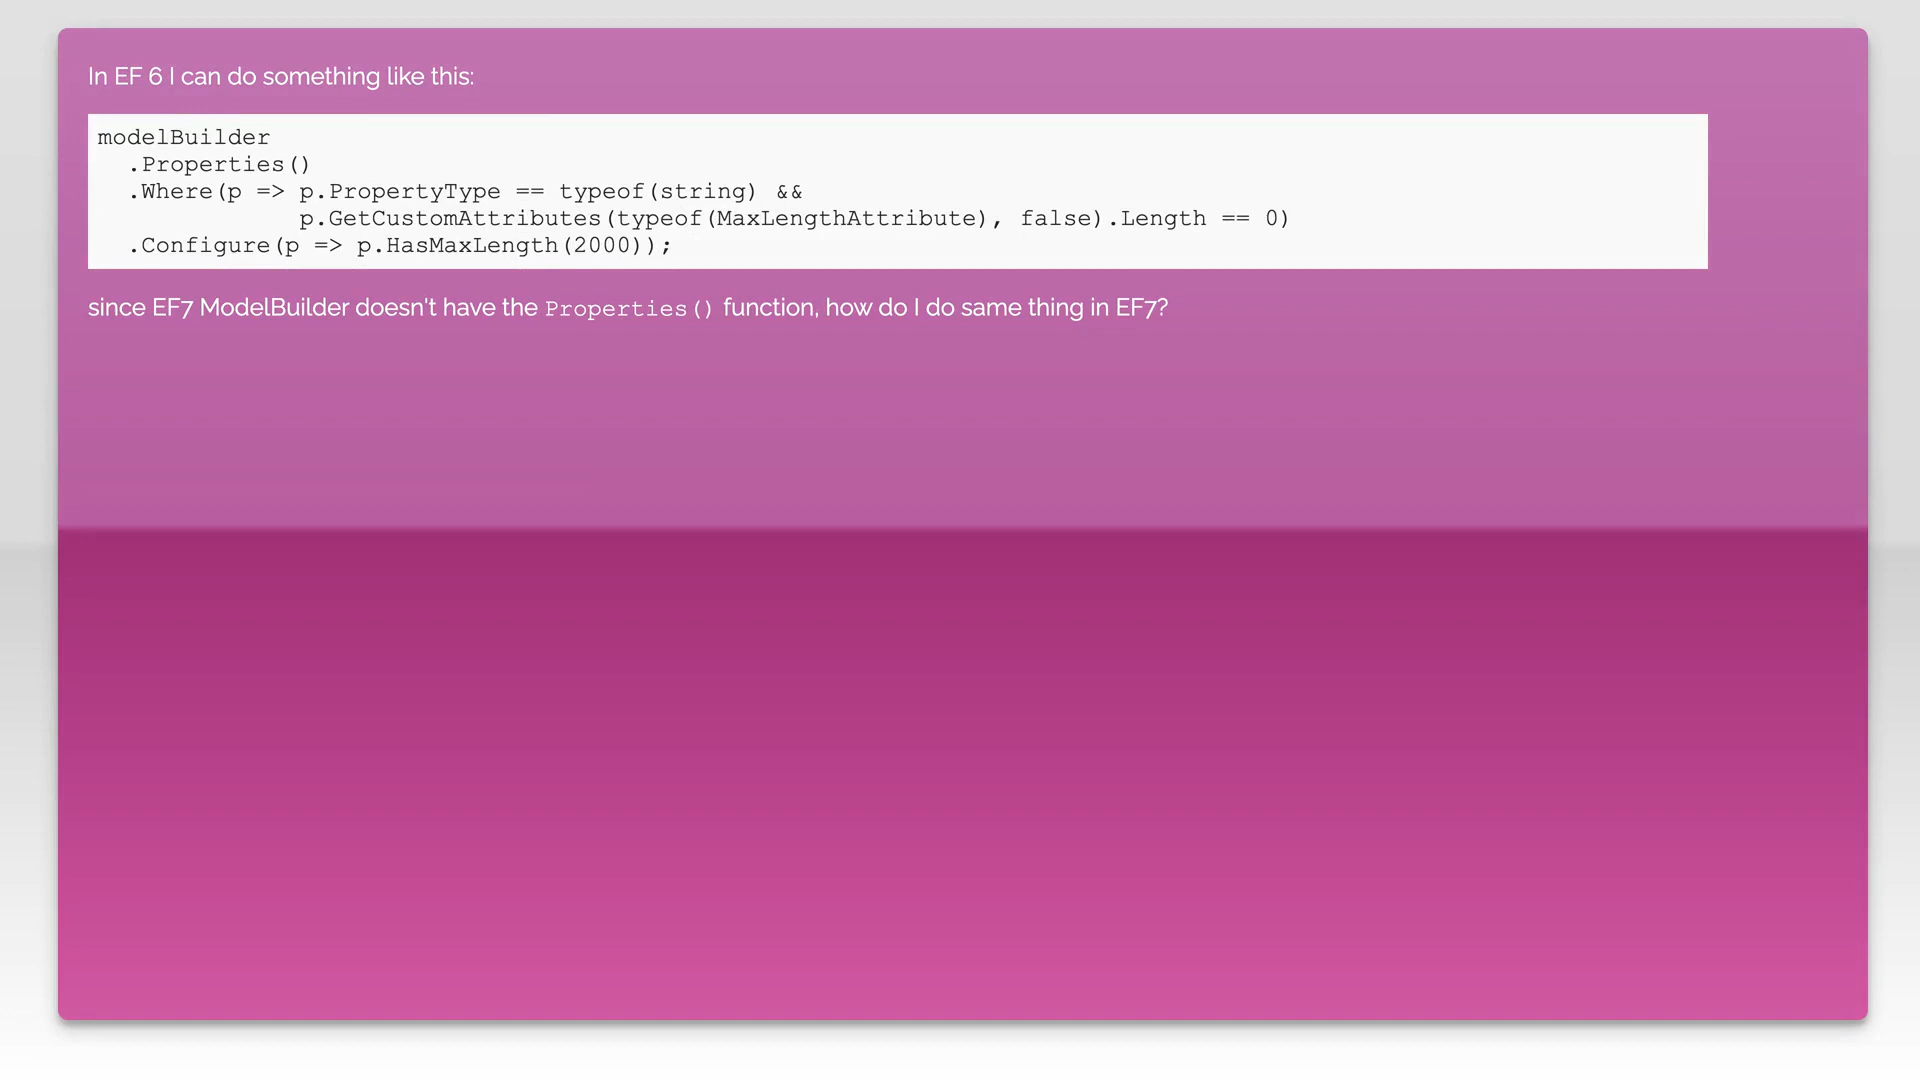 In EF 6 I can do something like this:
modelBuilder
  .Properties()
  .Where(p => p.PropertyType == typeof(string) &&
              p.GetCustomAttributes(typeof(MaxLengthAttribute), false).Length == 0)
  .Configure(p => p.HasMaxLength(2000));
since EF7 ModelBuilder doesn't have the Properties() function, how do I do same thing in EF7?